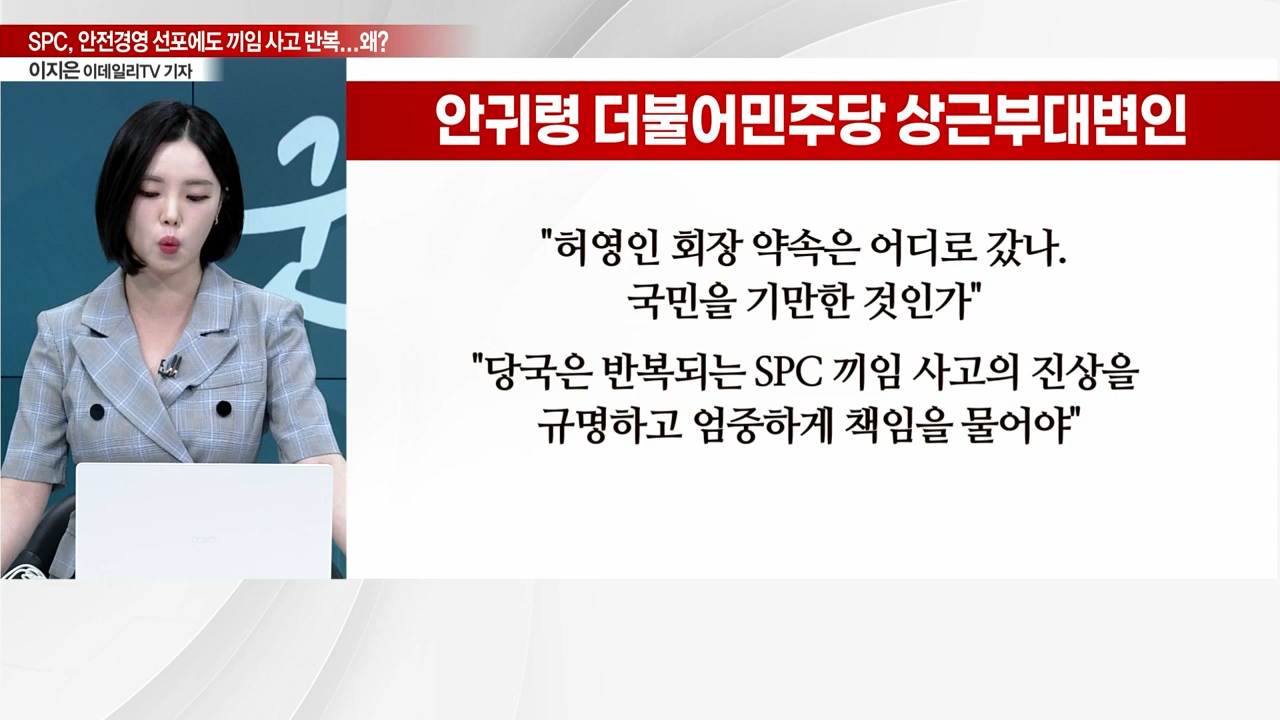 SPC, 안전경영 선포에도 끼임 사고 반복...왜?
이지은 이데일리TV 기자
안귀령 더불어민주당 상근부대변인
"허영인 회장 약속은 어디로 갔나.
국민을 기만한 것인가"
"당국은 반복되는 SPC 끼임 사고의 진상을
규명하고 엄중하게 책임을 물어야"
gram